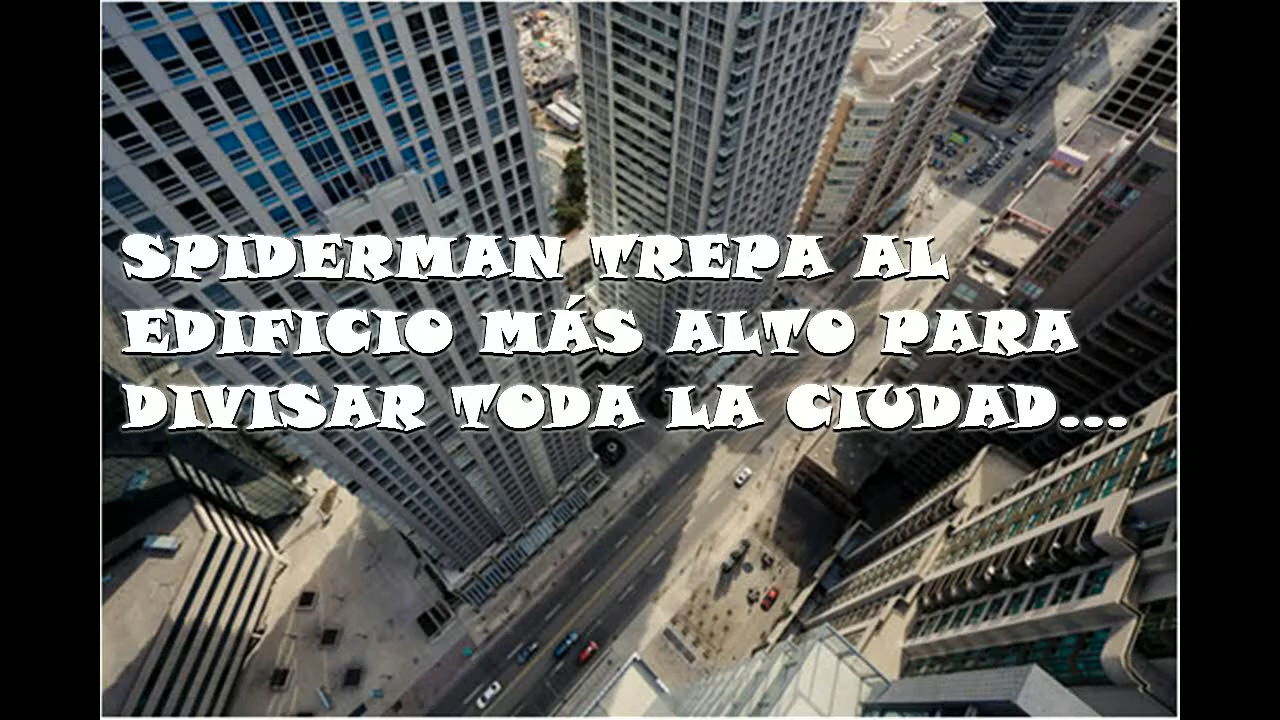 SPIDERMAN TREPA AL
EDIFICIO MÁS ALTO PARA
DIVISAR TODA LA CIUDAD...